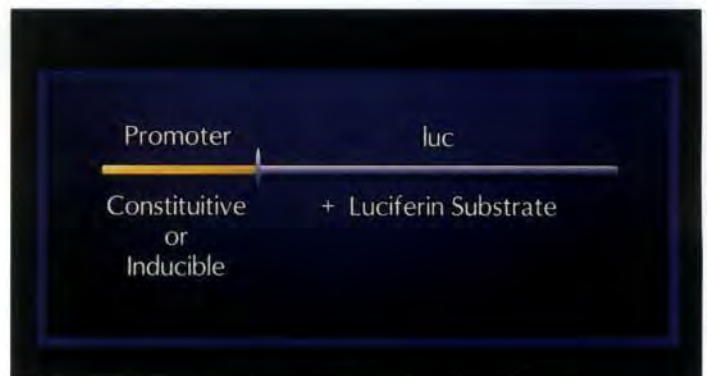 Promoter luc
Constituitive + Luciferin Substrate
or
Inducible